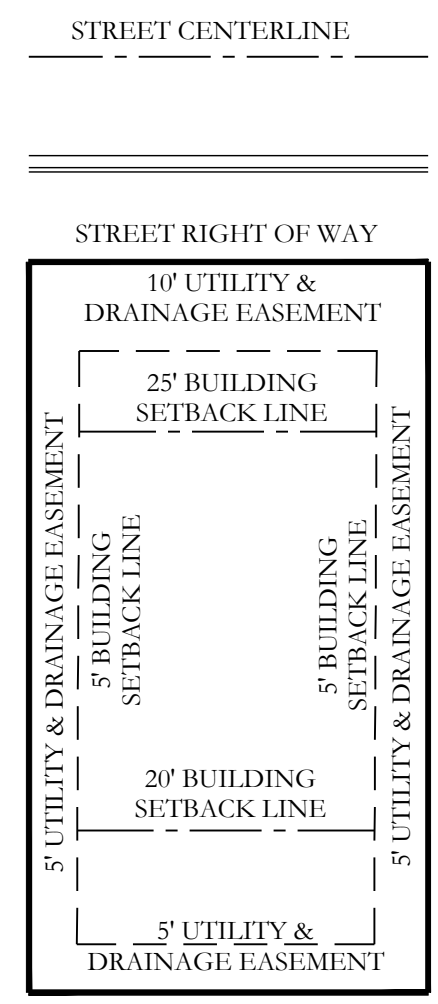 STREET CENTERLINE
STREET RIGHT OF WAY
10' UTILITY &
DRAINAGE EASEMENT
25' BUILDING
SETBACK LINE
5' UTILITY & DRAINAGE EASEMENT
5' BUILDING
SETBACK LINE
5' BUILDING
SETBACK LINE
5' UTILITY & DRAINAGE EASEMENT
20' BUILDING
SETBACK LINE
5' UTILITY &
DRAINAGE EASEMENT